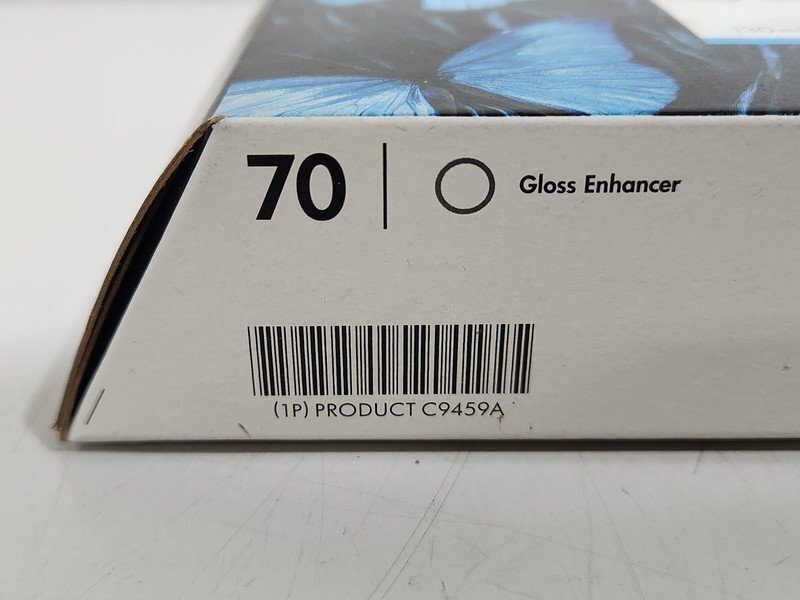 70
Gloss Enhancer
(1P) PRODUCT C9459A